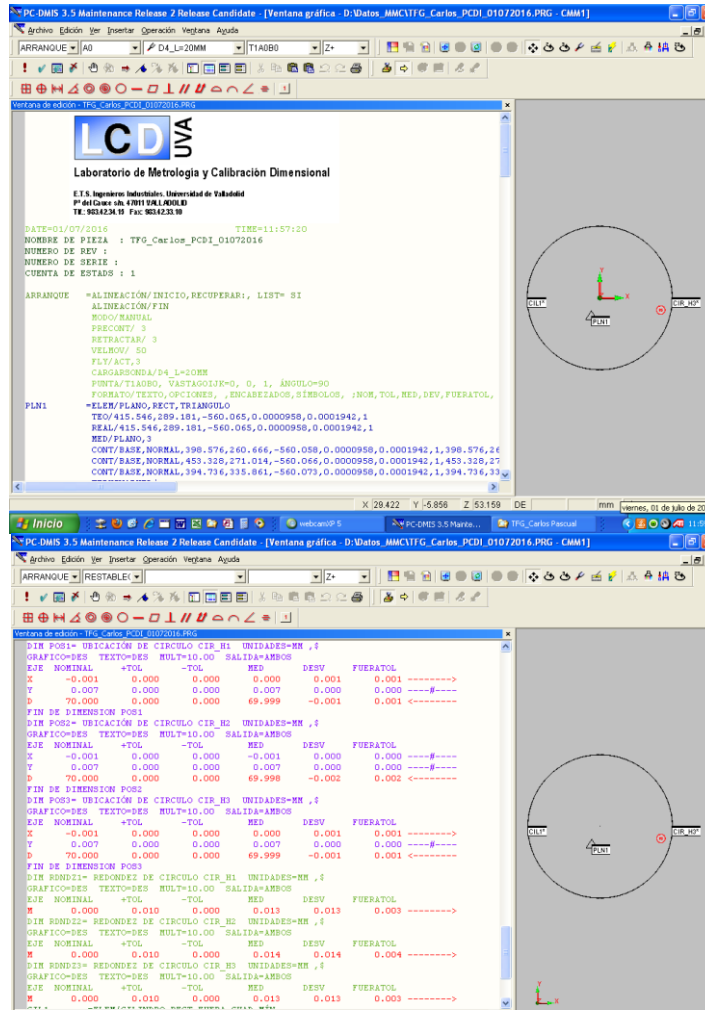 PC-DMIS 3.5 Maintenance Release 2 Release Candidate - [Ventana gráfica - D:\Datos_MMC\TFG_Carlos_PCDI_01072016.PRG - CMM1]
Archivo Edición Ver Insertar Operación Ventana Ayuda
ARRANQUE A0 D4_L=20MM T1A0B0 Z+
Ventana de edición - TFG_Carlos_PCDI_01072016.PRG
LCD UVA
Laboratorio de Metrología y Calibración Dimensional
E.T.S. Ingenieros Industriales. Universidad de Valladolid
Pº del Cauce s/n. 47011 VALLADOLID
Tlf.: 983.42.34.11 Fax: 983.42.33.10
DATE=01/07/2016 TIME=11:57:20
NOMBRE DE PIEZA : TFG_Carlos_PCDI_01072016
NUMERO DE REV :
NUMERO DE SERIE :
CUENTA DE ESTADS : 1
ARRANQUE =ALINEACIÓN/INICIO,RECUPERAR:, LIST= SI
ALINEACIÓN/FIN
MODO/MANUAL
PRECONT/ 3
RETRACTAR/ 3
VELMOV/ 50
FLY/ACT,3
CARGARSONDA/D4_L=20MM
PUNTA/T1A0B0, VASTAGOIJK=0, 0, 1, ÁNGULO=90
FORMATO/TEXTO,OPCIONES, ,ENCABEZADOS,SÍMBOLOS, ;NOM,TOL,MED,DEV,FUERATOL,
PLN1 =ELEM/PLANO,RECT,TRIANGULO
TEO/415.546,289.181,-560.065,0.0000958,0.0001942,1
REAL/415.546,289.181,-560.065,0.0000958,0.0001942,1
MED/PLANO,3
CONT/BASE,NORMAL,398.576,260.666,-560.058,0.0000958,0.0001942,1,398.576,26
CONT/BASE,NORMAL,453.328,271.014,-560.066,0.0000958,0.0001942,1,453.328,27
CONT/BASE,NORMAL,394.736,335.861,-560.073,0.0000958,0.0001942,1,394.736,33
Y
X
CIL1*
PLN1
CIR_H3*
X 29.422 Y -5.856 Z 53.159 DE mm
viernes, 01 de julio de 20
Inicio webcamXP 5 PC-DMIS 3.5 Mainte... TFG_Carlos Pascual 11:59
PC-DMIS 3.5 Maintenance Release 2 Release Candidate - [Ventana gráfica - D:\Datos_MMC\TFG_Carlos_PCDI_01072016.PRG - CMM1]
Archivo Edición Ver Insertar Operación Ventana Ayuda
ARRANQUE RESTABLE( Z+
Ventana de edición - TFG_Carlos_PCDI_01072016.PRG
DIM POS1= UBICACIÓN DE CIRCULO CIR_H1 UNIDADES=MM ,$
GRAFICO=DES TEXTO=DES MULT=10.00 SALIDA=AMBOS
EJE NOMINAL +TOL -TOL MED DESV FUERATOL
X -0.001 0.000 0.000 0.000 0.001 0.001 -------->
Y 0.007 0.000 0.000 0.007 0.000 0.000 ----#----
D 70.000 0.000 0.000 69.999 -0.001 0.001 <--------
FIN DE DIMENSION POS1
DIM POS2= UBICACIÓN DE CIRCULO CIR_H2 UNIDADES=MM ,$
GRAFICO=DES TEXTO=DES MULT=10.00 SALIDA=AMBOS
EJE NOMINAL +TOL -TOL MED DESV FUERATOL
X -0.001 0.000 0.000 -0.001 0.000 0.000 ----#----
Y 0.007 0.000 0.000 0.007 0.000 0.000 ----#----
D 70.000 0.000 0.000 69.998 -0.002 0.002 <--------
FIN DE DIMENSION POS2
DIM POS3= UBICACIÓN DE CIRCULO CIR_H3 UNIDADES=MM ,$
GRAFICO=DES TEXTO=DES MULT=10.00 SALIDA=AMBOS
EJE NOMINAL +TOL -TOL MED DESV FUERATOL
X -0.001 0.000 0.000 0.000 0.001 0.001 -------->
Y 0.007 0.000 0.000 0.007 0.000 0.000 ----#----
D 70.000 0.000 0.000 69.999 -0.001 0.001 <--------
FIN DE DIMENSION POS3
DIM RDNDZ1= REDONDEZ DE CIRCULO CIR_H1 UNIDADES=MM ,$
GRAFICO=DES TEXTO=DES MULT=10.00 SALIDA=AMBOS
EJE NOMINAL +TOL -TOL MED DESV FUERATOL
M 0.000 0.010 0.000 0.013 0.013 0.003 -------->
DIM RDNDZ2= REDONDEZ DE CIRCULO CIR_H2 UNIDADES=MM ,$
GRAFICO=DES TEXTO=DES MULT=10.00 SALIDA=AMBOS
EJE NOMINAL +TOL -TOL MED DESV FUERATOL
M 0.000 0.010 0.000 0.014 0.014 0.004 -------->
DIM RDNDZ3= REDONDEZ DE CIRCULO CIR_H3 UNIDADES=MM ,$
GRAFICO=DES TEXTO=DES MULT=10.00 SALIDA=AMBOS
EJE NOMINAL +TOL -TOL MED DESV FUERATOL
M 0.000 0.010 0.000 0.013 0.013 0.003 -------->
CIL1*
PLN1
CIR_H3*
Y
X